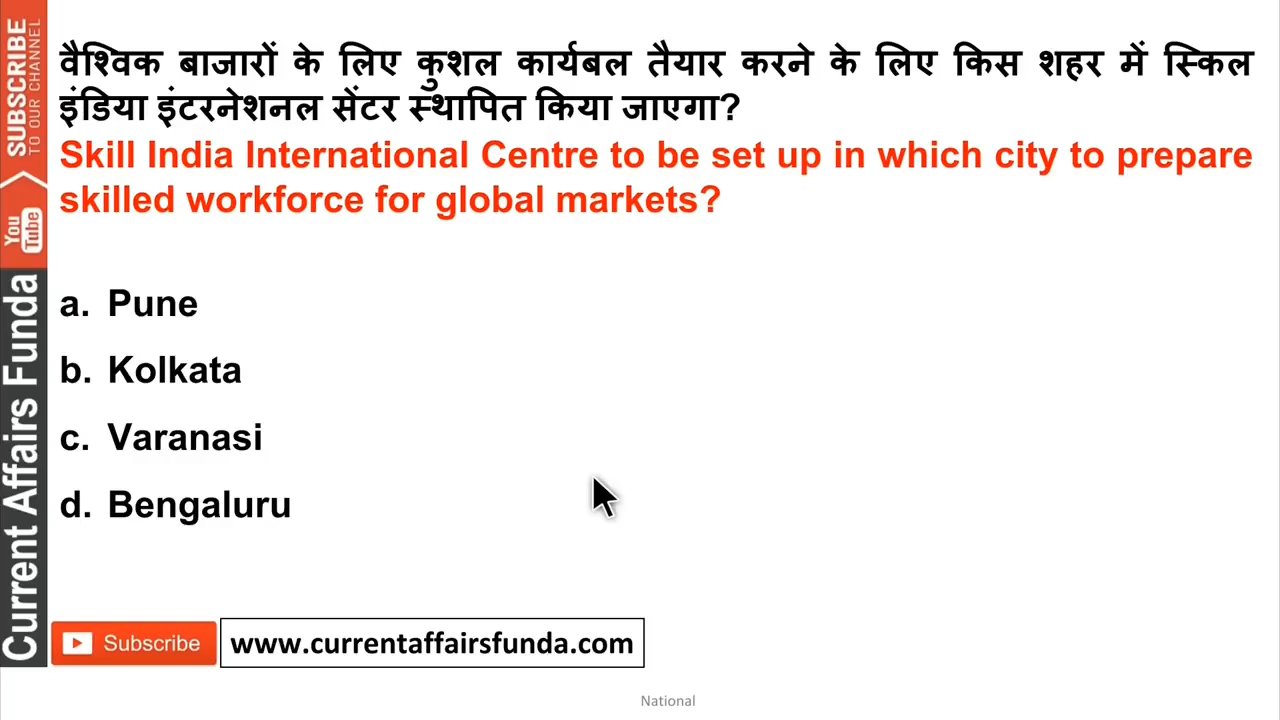 वैश्विक बाजारों के लिए कुशल कार्यबल तैयार करने के लिए किस शहर में स्किल
इंडिया इंटरनेशनल सेंटर स्थापित किया जाएगा?
Skill India International Centre to be set up in which city to prepare
skilled workforce for global markets?
a. Pune
b. Kolkata
c. Varanasi
d. Bengaluru
SUBSCRIBE
TO OUR CHANNEL
You
Tube
Current Affairs Funda
Subscribe
www.currentaffairsfunda.com
National